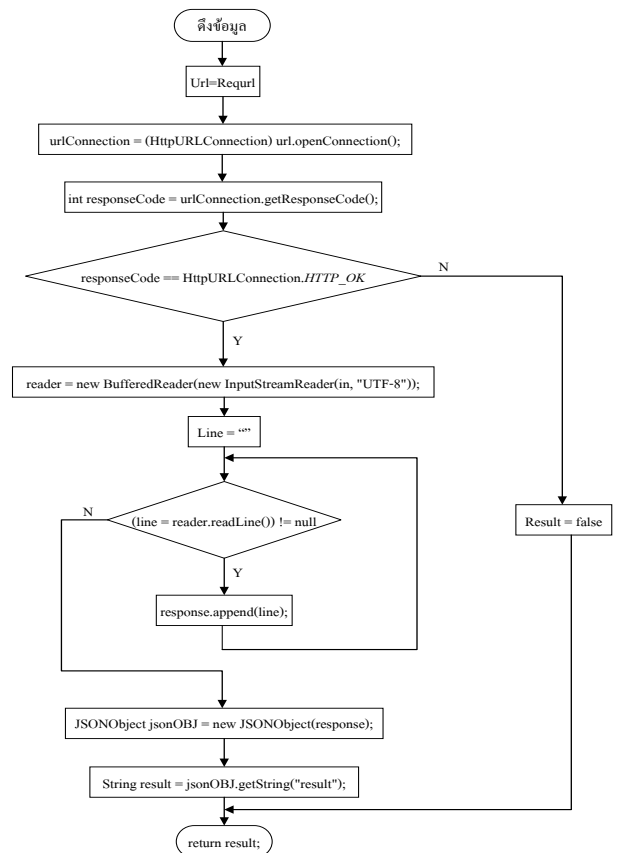 ดึงข้อมูล
Url=Requrl
urlConnection = (HttpURLConnection) url.openConnection();
int responseCode = urlConnection.getResponseCode();
responseCode == HttpURLConnection.HTTP_OK
N
Y
reader = new BufferedReader(new InputStreamReader(in, "UTF-8"));
Line = “”
N
(line = reader.readLine()) != null
Result = false
Y
response.append(line);
JSONObject jsonOBJ = new JSONObject(response);
String result = jsonOBJ.getString("result");
return result;